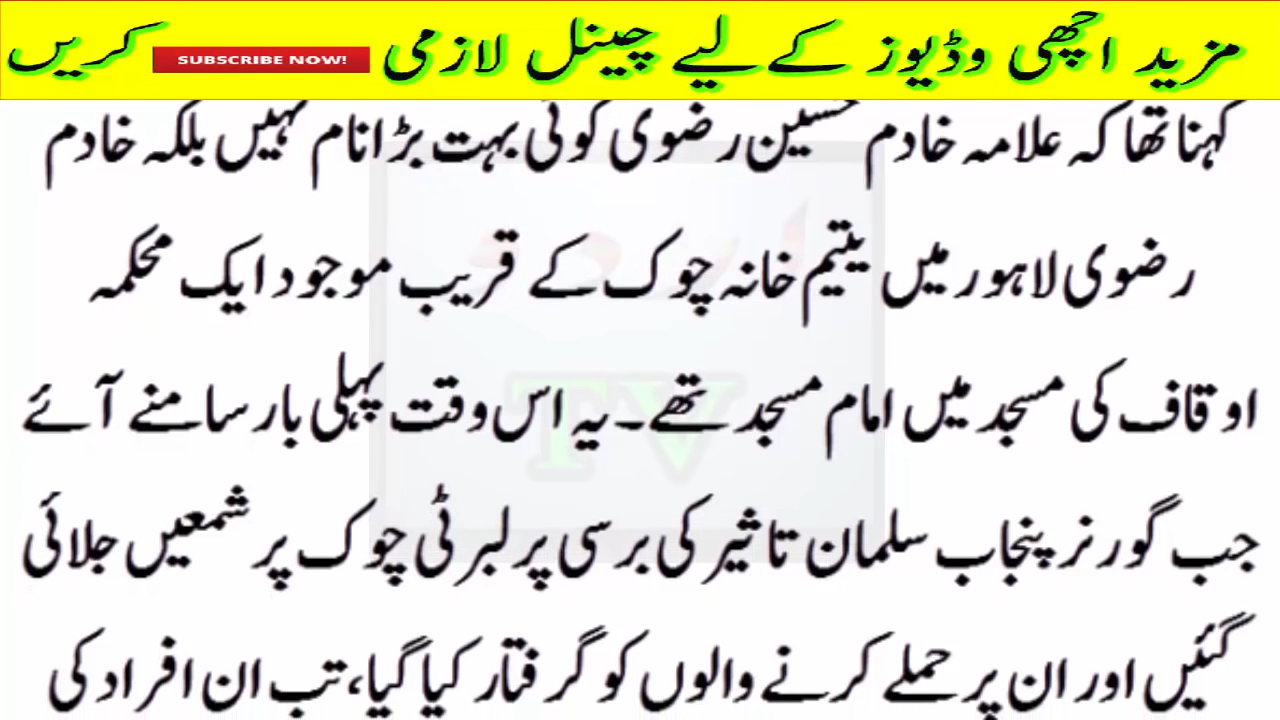 مزید اچھی وڈیوز کے لیے چینل لازمی SUBSCRIBE NOW! کریں
کہنا تھا کہ علامہ خادم حسین رضوی کوئی بہت بڑا نام نہیں بلکہ خادم
رضوی لاہور میں یتیم خانہ چوک کے قریب موجود ایک محکمہ
اوقاف کی مسجد میں امام مسجد تھے۔ یہ اس وقت پہلی بار سامنے آئے
جب گورنر پنجاب سلمان تاثیر کی برسی پر لبرٹی چوک پر شمعیں جلائی
گئیں اور ان پر حملے کرنے والوں کو گرفتار کیا گیا، تب ان افراد کی
TV